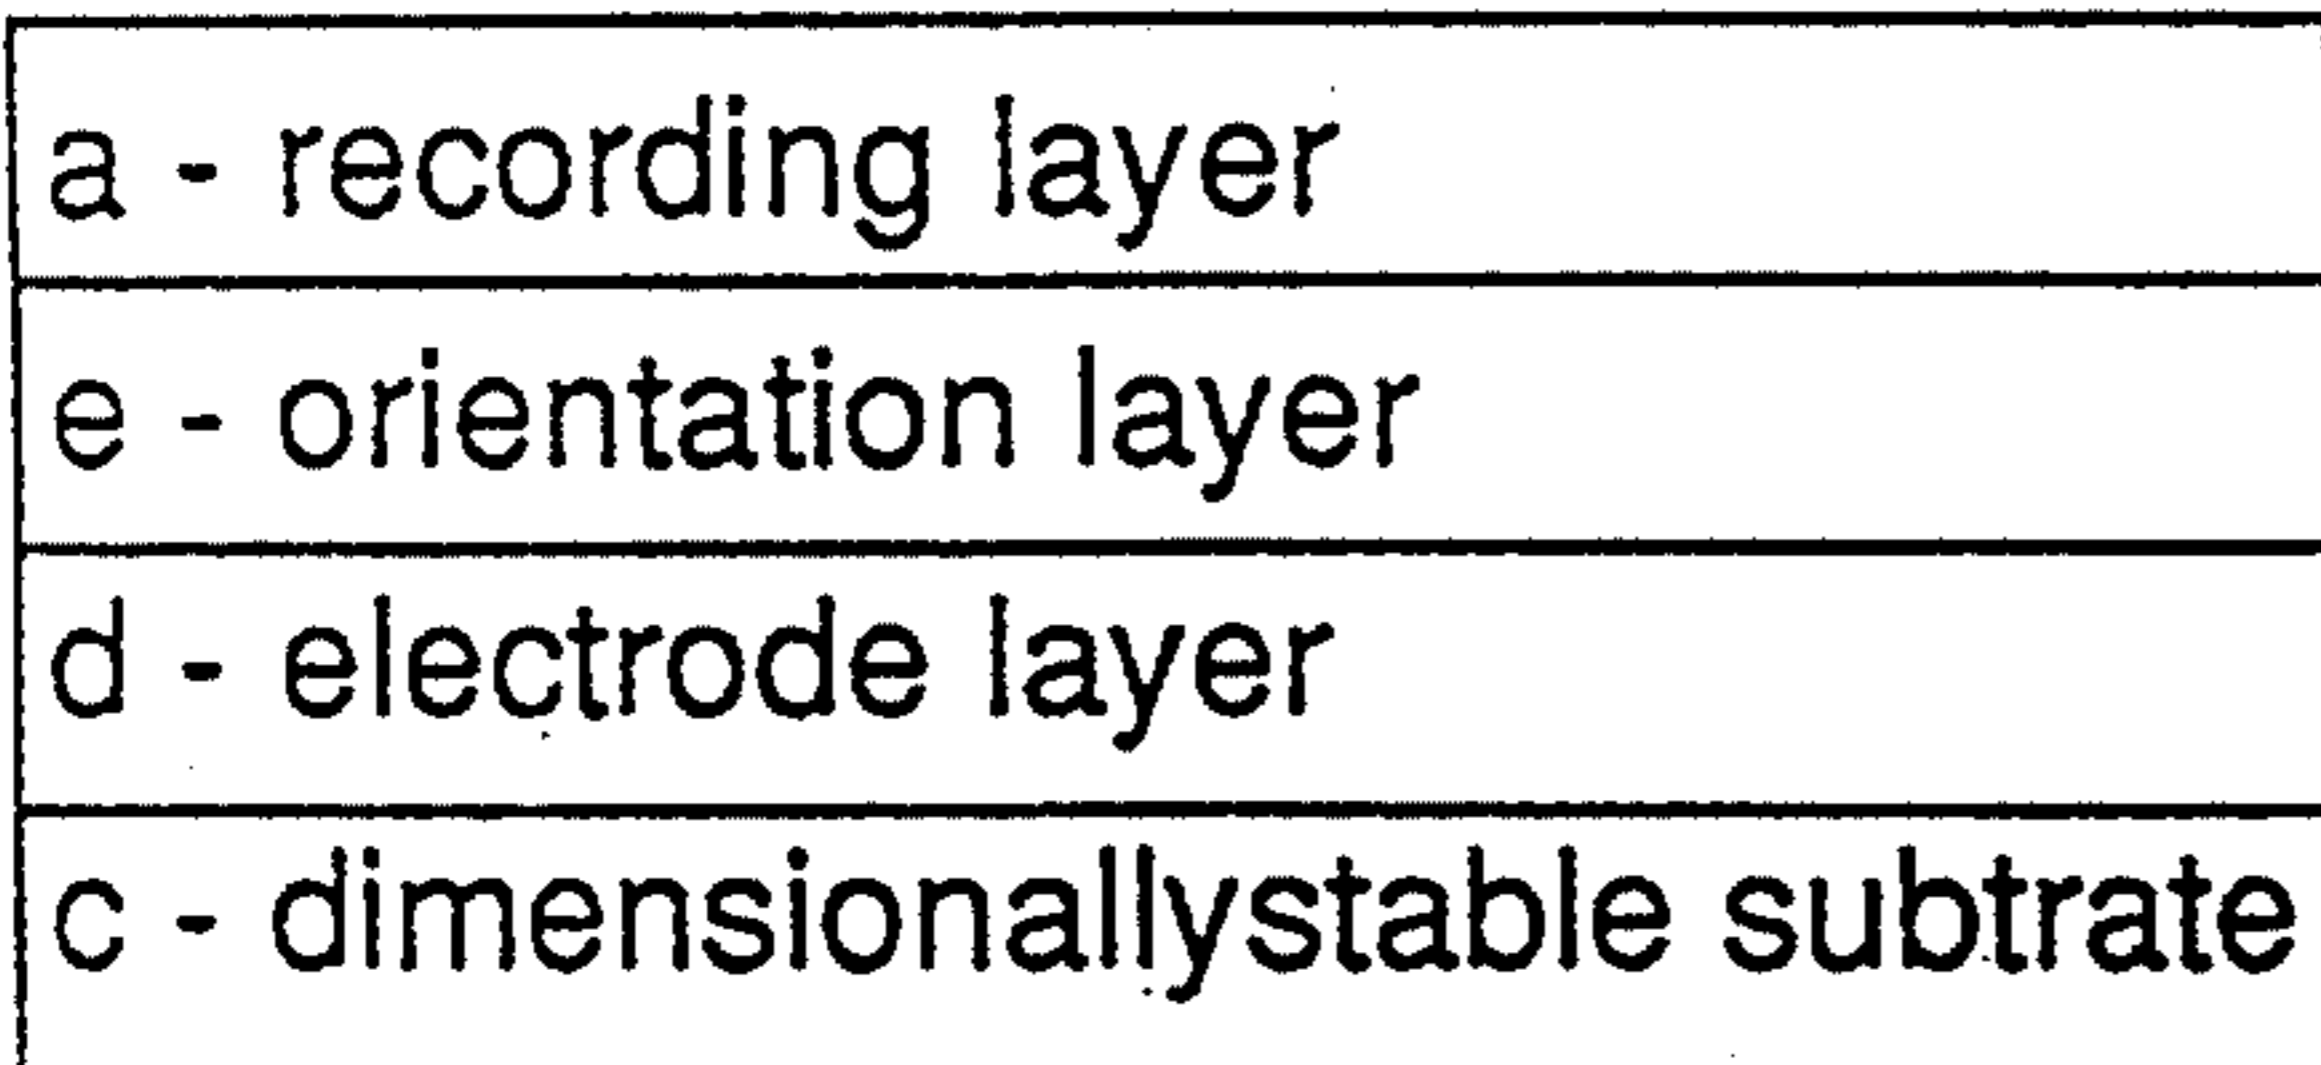 a - recording layer
e - orientation layer
d - electrode layer
c - dimensionallystable subtrate